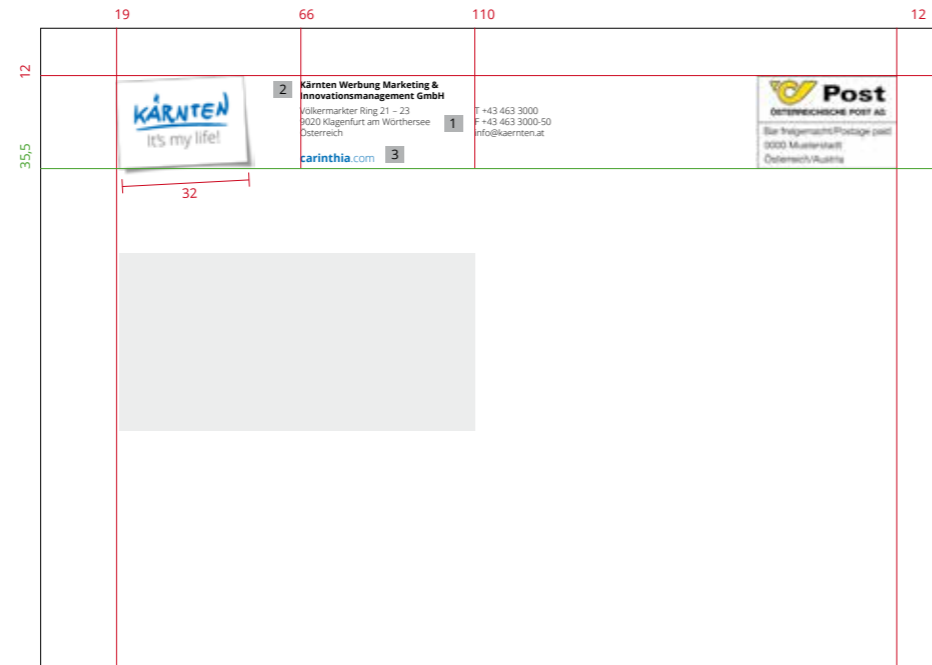 19 66 110 12
12
35,5
KÄRNTEN
It's my life!
32
2
Kärnten Werbung Marketing &
Innovationsmanagement GmbH
Völkermarkter Ring 21 – 23
9020 Klagenfurt am Wörthersee
Österreich
1
T +43 463 3000
F +43 463 3000-50
info@kaernten.at
carinthia.com
3
Post
ÖSTERREICHISCHE POST AG
Bar freigemacht/Postage paid
0000 Musterstadt
Österreich/Austria